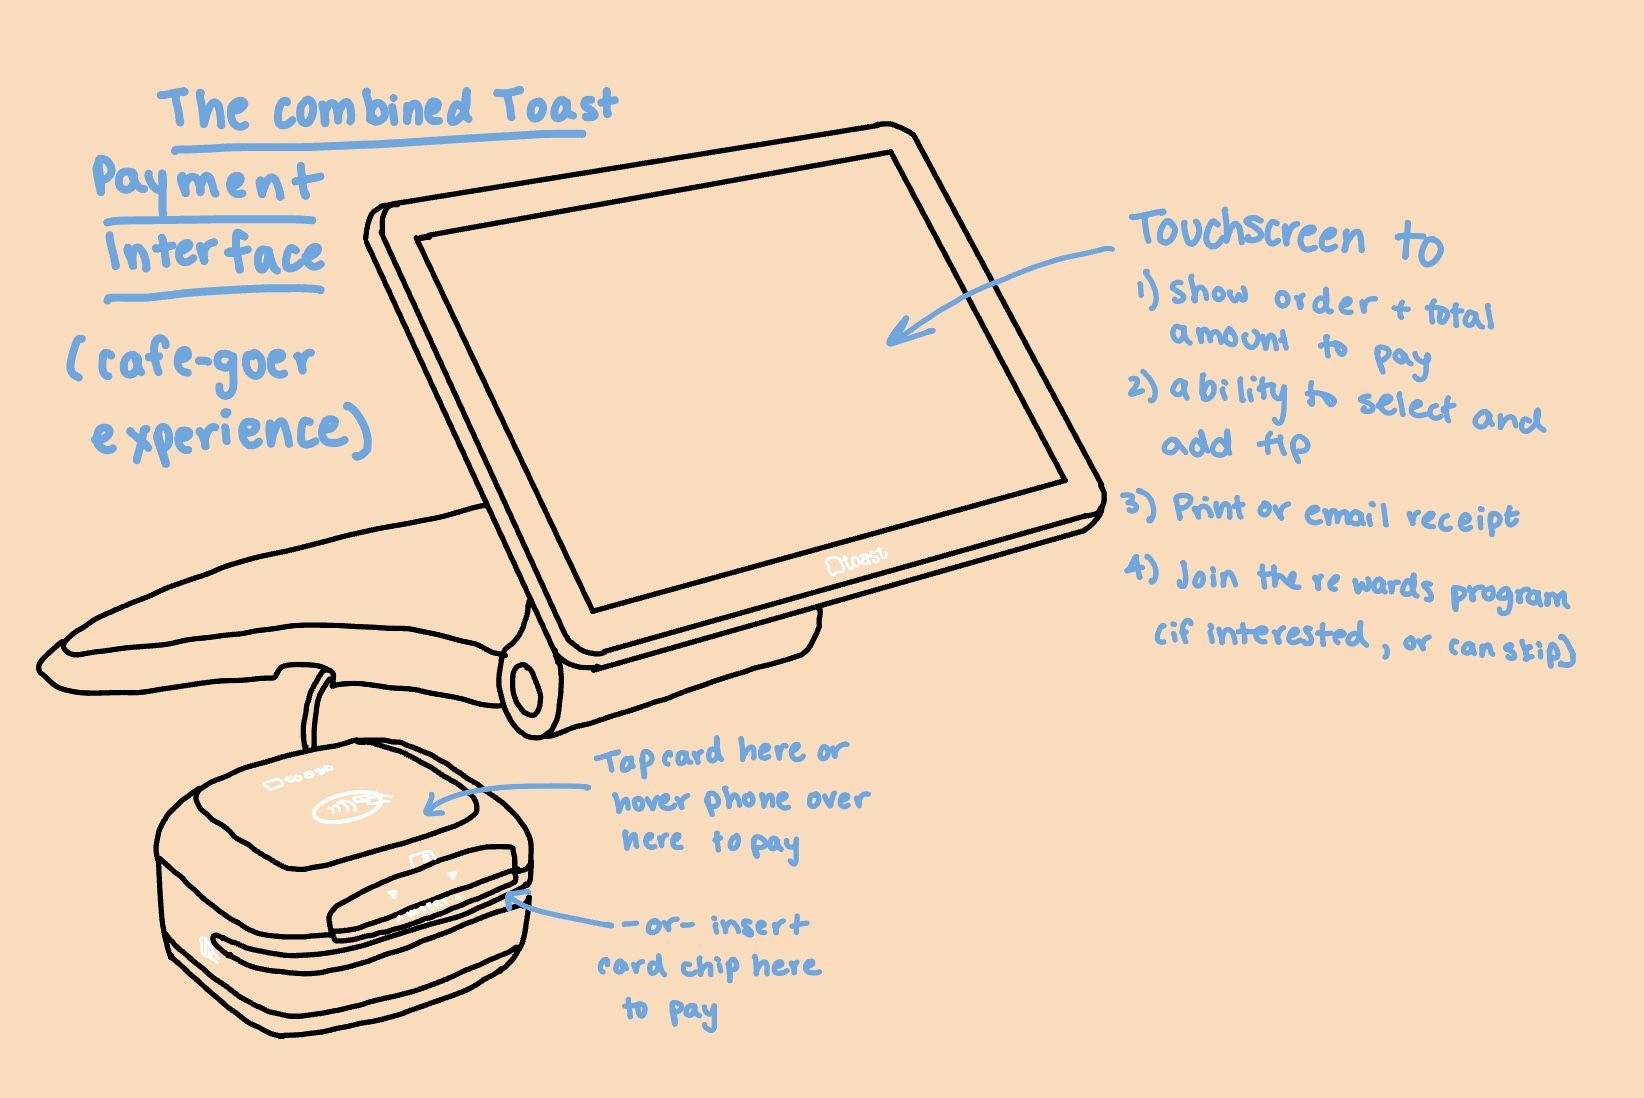 The combined Toast
Payment
Interface
(cafe-goer
experience)
Touchscreen to
1) show order + total
amount to pay
2) ability to select and
add tip
3) Print or email receipt
4) Join the rewards program
(if interested, or can skip)
toast
Tap card here or
hover phone over
here to pay
toast
-or- insert
card chip here
to pay